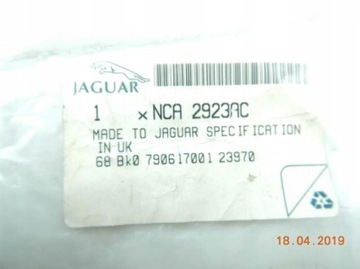 JAGUAR
1 ×NCA 2923AC
MADE TO JAGUAR SPECIFICATION
IN UK
68 Bk0 790617001 23970
18.04.2019